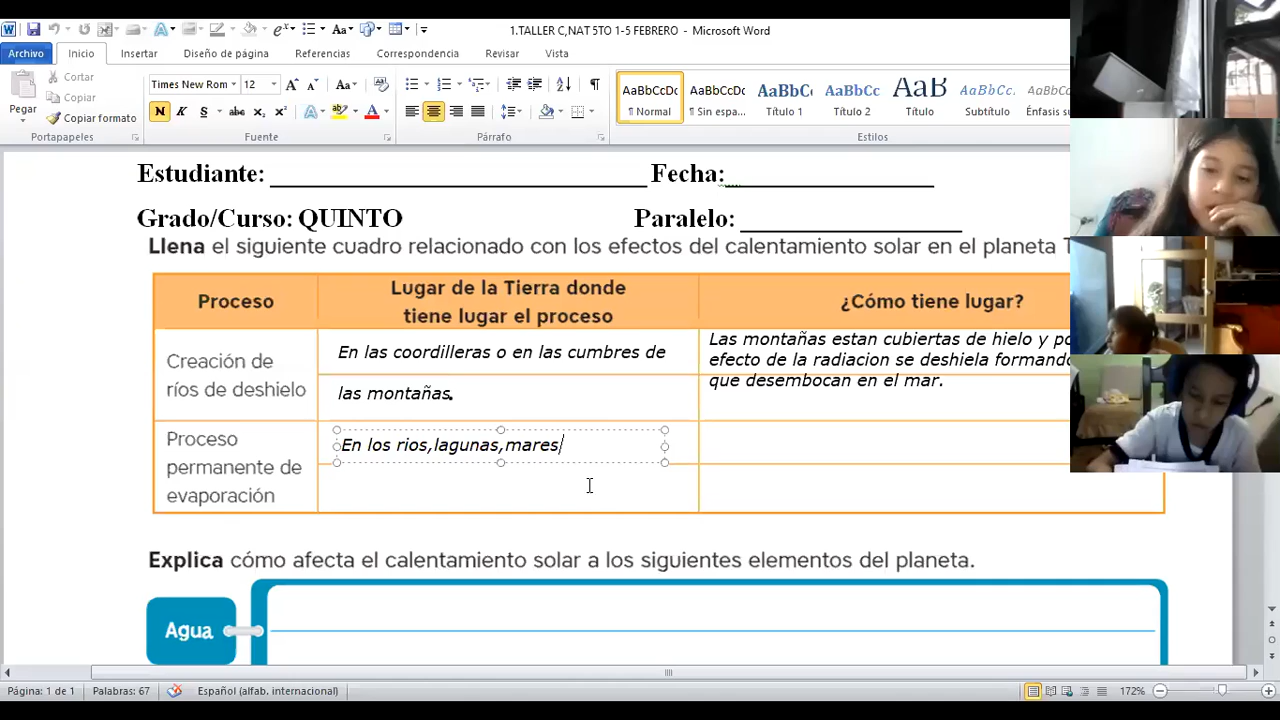 1.TALLER C,NAT 5TO 1-5 FEBRERO - Microsoft Word
Archivo Inicio Insertar Diseño de página Referencias Correspondencia Revisar Vista
Pegar
Cortar
Copiar
Copiar formato
Portapapeles
Times New Rom 12
Fuente
Párrafo
AaBbCcDc AaBbCcDc AaBbC AaBbCc AaB AaBbCc AaBbCc
¶ Normal ¶ Sin espa... Título 1 Título 2 Título Subtítulo Énfasis su
Estilos
Estudiante: Fecha:
Grado/Curso: QUINTO Paralelo:
Llena el siguiente cuadro relacionado con los efectos del calentamiento solar en el planeta T
Proceso
Lugar de la Tierra donde
tiene lugar el proceso
¿Cómo tiene lugar?
Creación de
ríos de deshielo
En las coordilleras o en las cumbres de
las montañas.
Las montañas estan cubiertas de hielo y po
efecto de la radiacion se deshiela formando
que desembocan en el mar.
Proceso
permanente de
evaporación
En los rios,lagunas,mares
Explica cómo afecta el calentamiento solar a los siguientes elementos del planeta.
Agua
Página: 1 de 1 Palabras: 67 Español (alfab. internacional) 172%